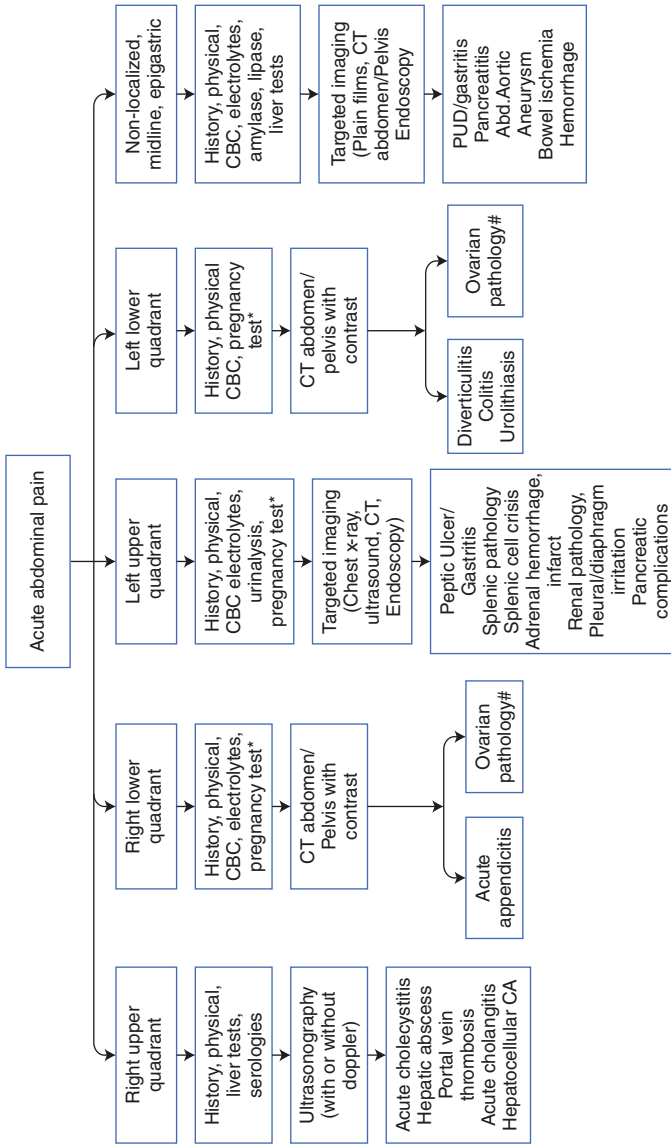 Acute abdominal pain
Right upper
quadrant
History, physical,
liver tests,
serologies
Ultrasonography
(with or without
doppler)
Acute cholecystitis
Hepatic abscess
Portal vein
thrombosis
Acute cholangitis
Hepatocellular CA
Right lower
quadrant
History, physical,
CBC, electrolytes,
pregnancy test*
CT abdomen/
Pelvis with
contrast
Acute
appendicitis
Ovarian
pathology#
Left upper
quadrant
History, physical,
CBC electrolytes,
urinalysis,
pregnancy test*
Targeted imaging
(Chest x-ray,
ultrasound, CT,
Endoscopy)
Peptic Ulcer/
Gastritis
Splenic pathology
Splenic cell crisis
Adrenal hemorrhage,
infarct
Renal pathology,
Pleural/diaphragm
irritation
Pancreatic
complications
Left lower
quadrant
History, physical
CBC, pregnancy
test*
CT abdomen/
pelvis with
contrast
Diverticulitis
Colitis
Urolithiasis
Ovarian
pathology#
Non-localized,
midline, epigastric
History, physical,
CBC, electrolytes,
amylase, lipase,
liver tests
Targeted imaging
(Plain films, CT
abdomen/Pelvis
Endoscopy
PUD/gastritis
Pancreatitis
Abd.Aortic
Aneurysm
Bowel ischemia
Hemorrhage